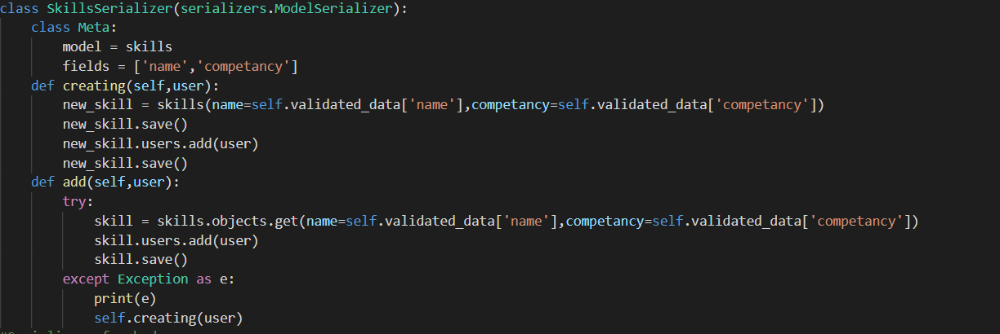 class SkillsSerializer(serializers.ModelSerializer):
    class Meta:
        model = skills
        fields = ['name','competancy']
    def creating(self,user):
        new_skill = skills(name=self.validated_data['name'],competancy=self.validated_data['competancy'])
        new_skill.save()
        new_skill.users.add(user)
        new_skill.save()
    def add(self,user):
        try:
            skill = skills.objects.get(name=self.validated_data['name'],competancy=self.validated_data['competancy'])
            skill.users.add(user)
            skill.save()
        except Exception as e:
            print(e)
            self.creating(user)